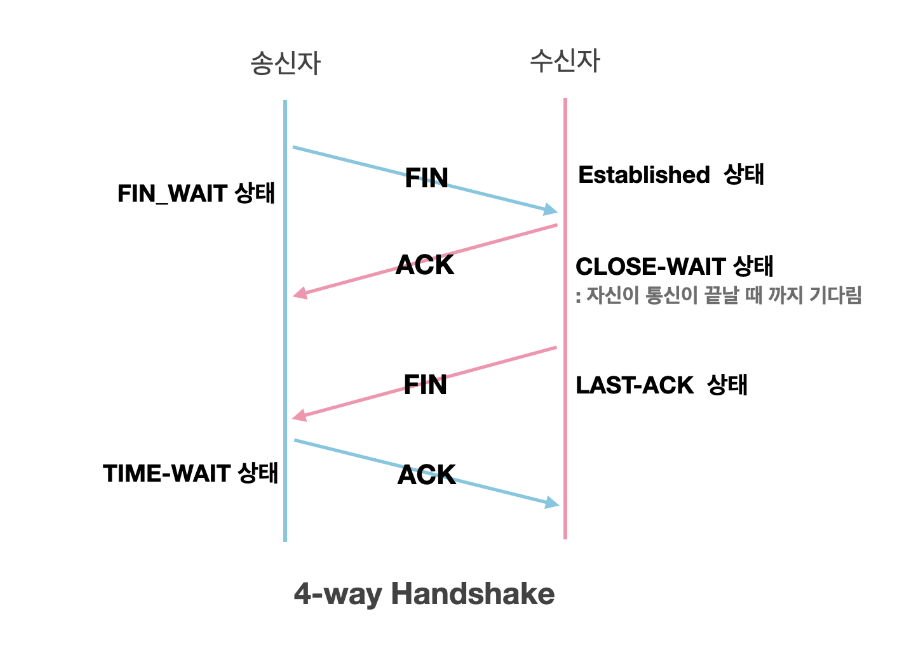 송신자
수신자
FIN
Established 상태
FIN_WAIT 상태
ACK
CLOSE-WAIT 상태
: 자신이 통신이 끝날 때 까지 기다림
FIN
LAST-ACK 상태
TIME-WAIT 상태
ACK
4-way Handshake